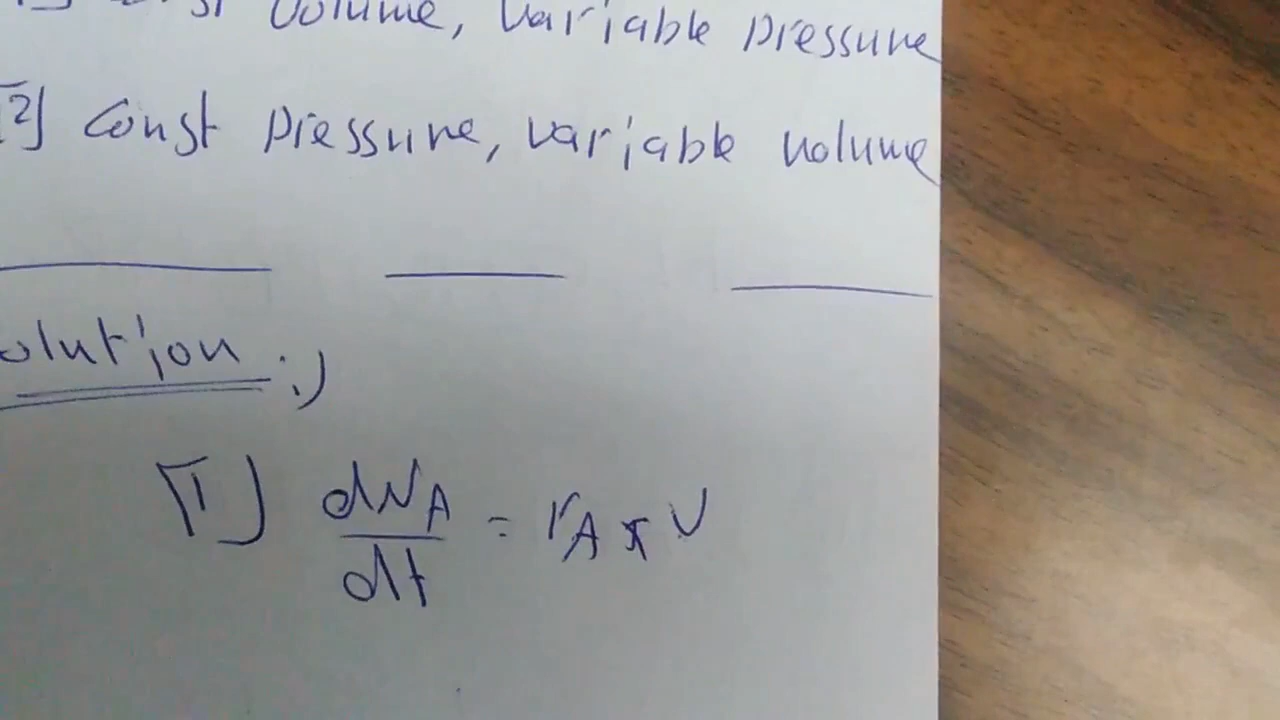 volume, variable pressure
[2] Const pressure, variable volume
olution :)
[1] dNA/dt = rA * V